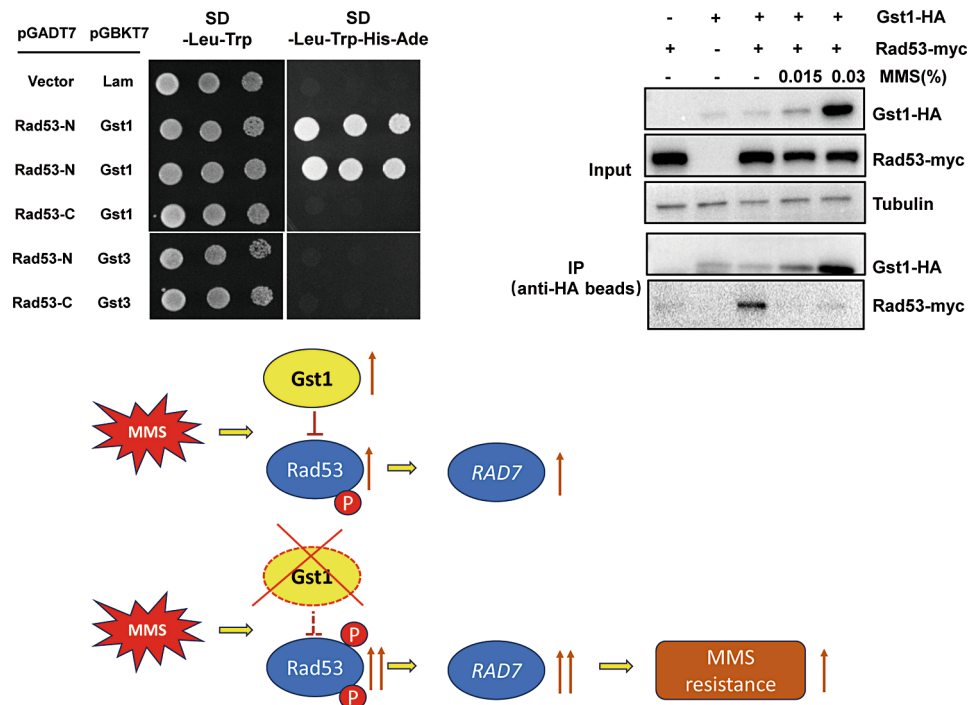 pGADT7 pGBKT7 SD -Leu-Trp SD -Leu-Trp-His-Ade
Vector Lam
Rad53-N Gst1
Rad53-N Gst1
Rad53-C Gst1
Rad53-N Gst3
Rad53-C Gst3
- + + + + Gst1-HA
+ - + + + Rad53-myc
- - - 0.015 0.03 MMS(%)
Gst1-HA
Input Rad53-myc
Tubulin
IP (anti-HA beads) Gst1-HA
Rad53-myc
Gst1
MMS
Rad53 RAD7
P
Gst1
MMS P
Rad53 RAD7 MMS resistance
P